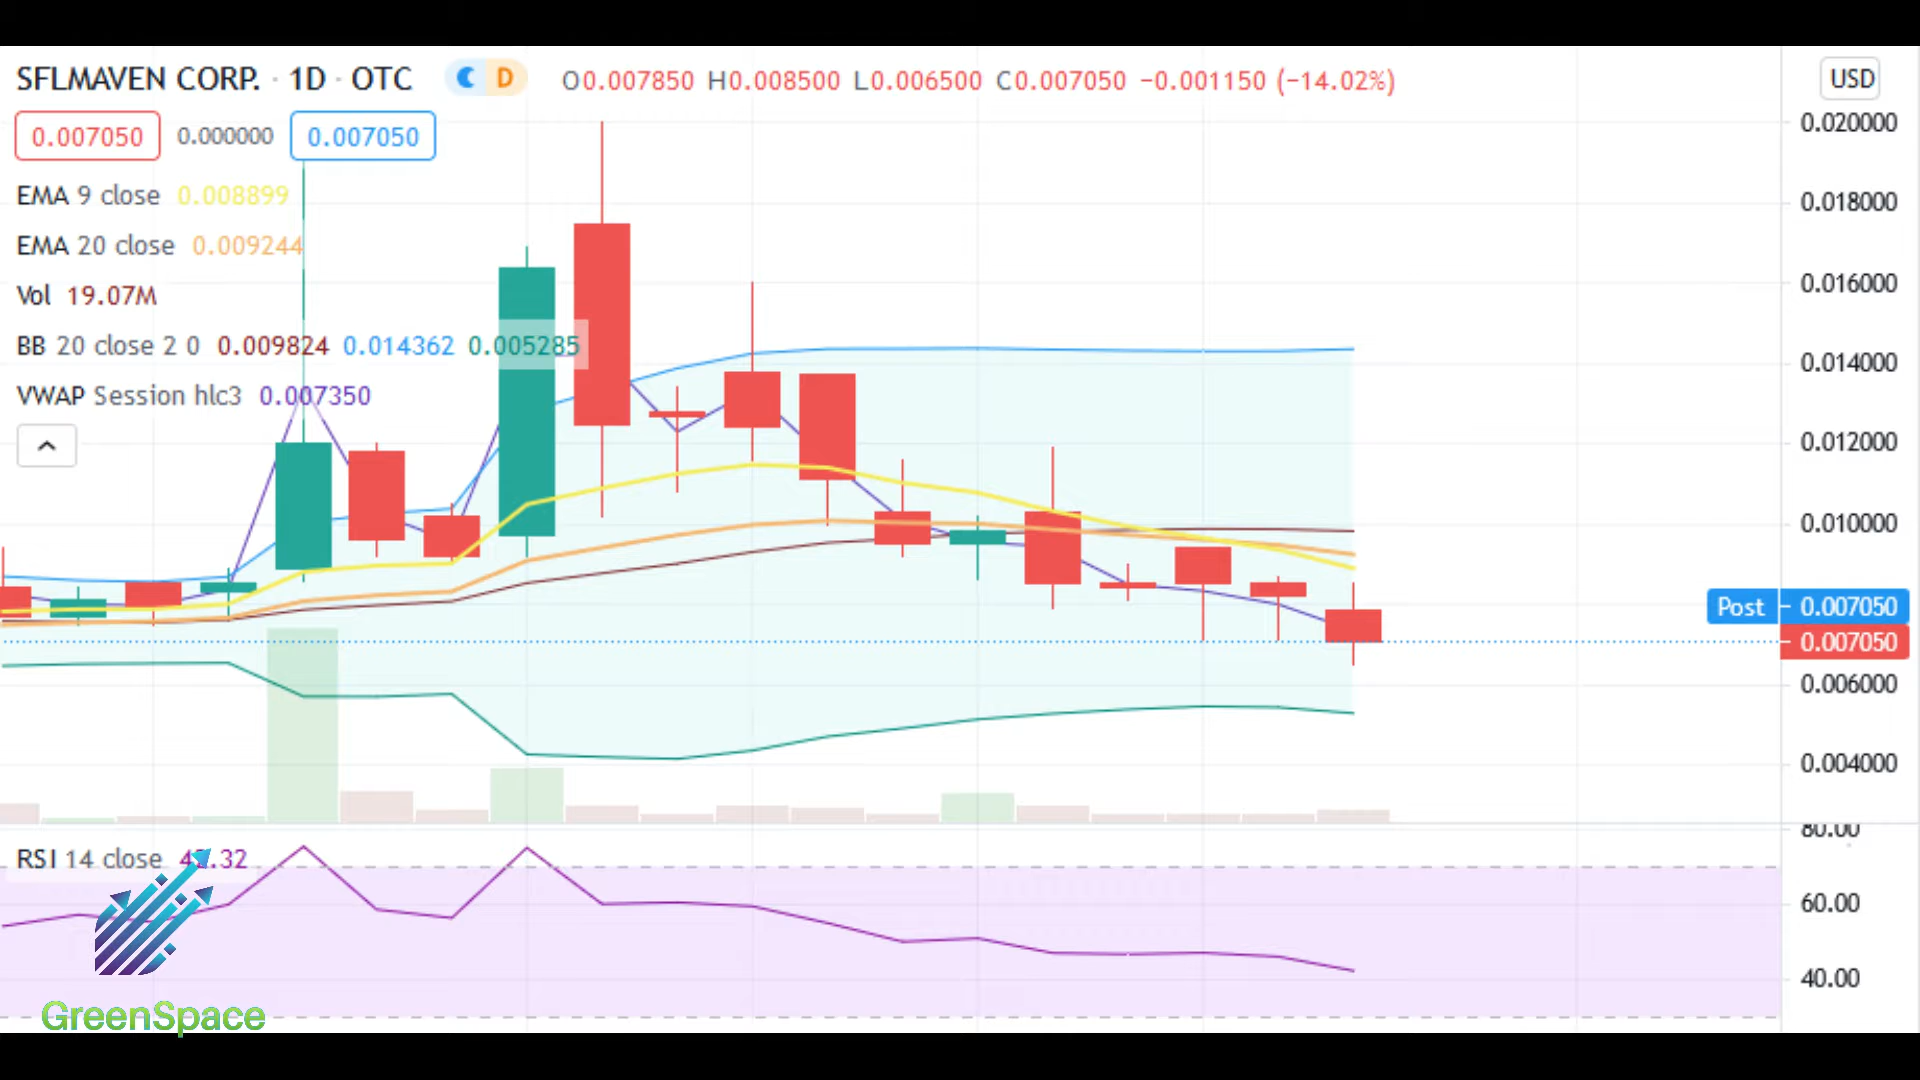 SFLMAVEN CORP. · 1D · OTC D O0.007850 H0.008500 L0.006500 C0.007050 −0.001150 (−14.02%) USD
0.007050 0.000000 0.007050
EMA 9 close 0.008899
EMA 20 close 0.009244
Vol 19.07M
BB 20 close 2 0 0.009824 0.014362 0.005285
VWAP Session hlc3 0.007350
0.020000
0.018000
0.016000
0.014000
0.012000
0.010000
Post 0.007050
0.007050
0.006000
0.004000
80.00
RSI 14 close
60.00
40.00
GreenSpace